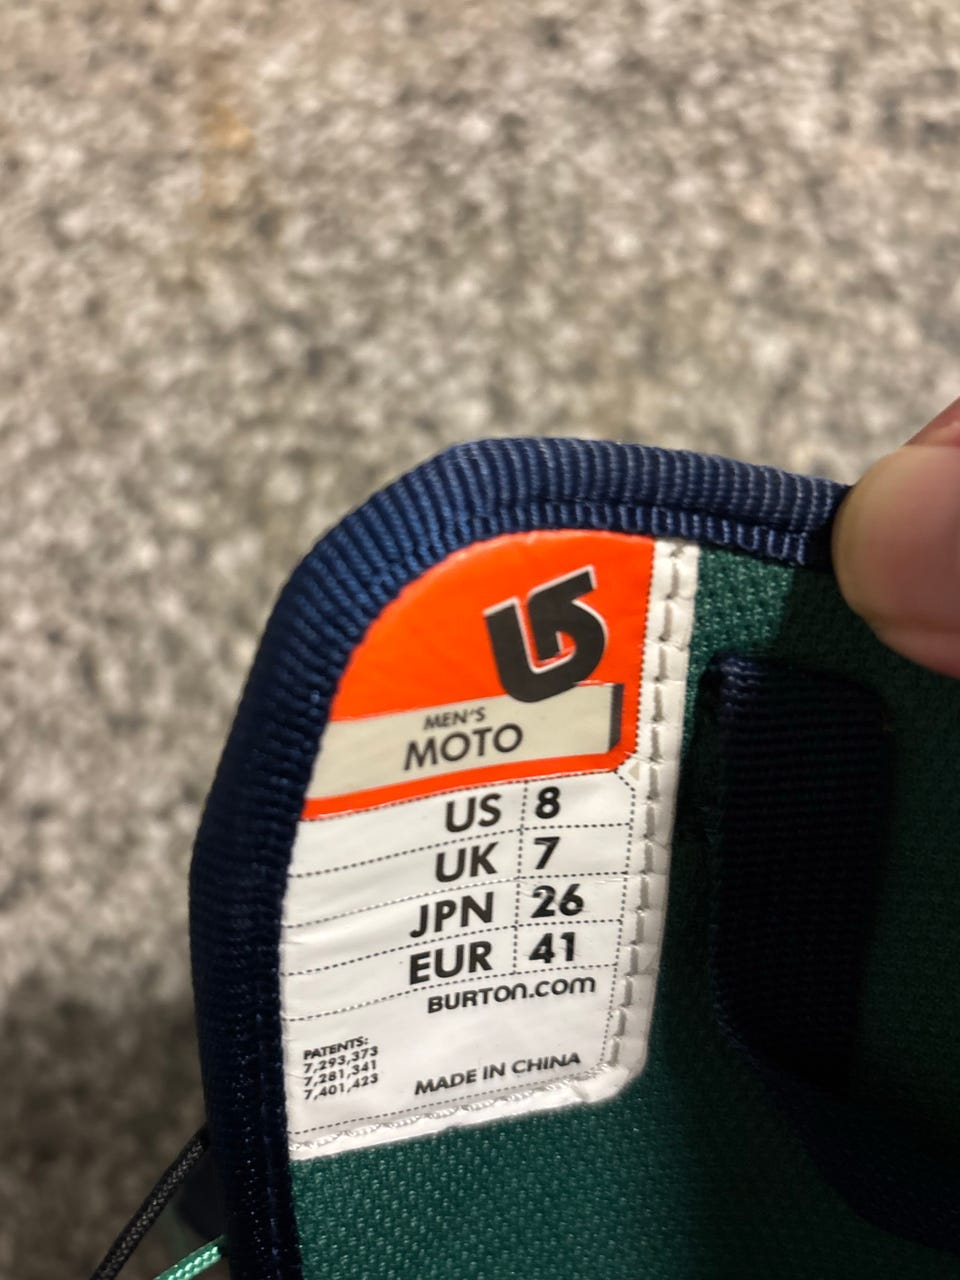 MEN'S
MOTO
US 8
UK 7
JPN 26
EUR 41
BURTON.COM
PATENTS:
7,293,373
7,281,341
7,401,423
MADE IN CHINA